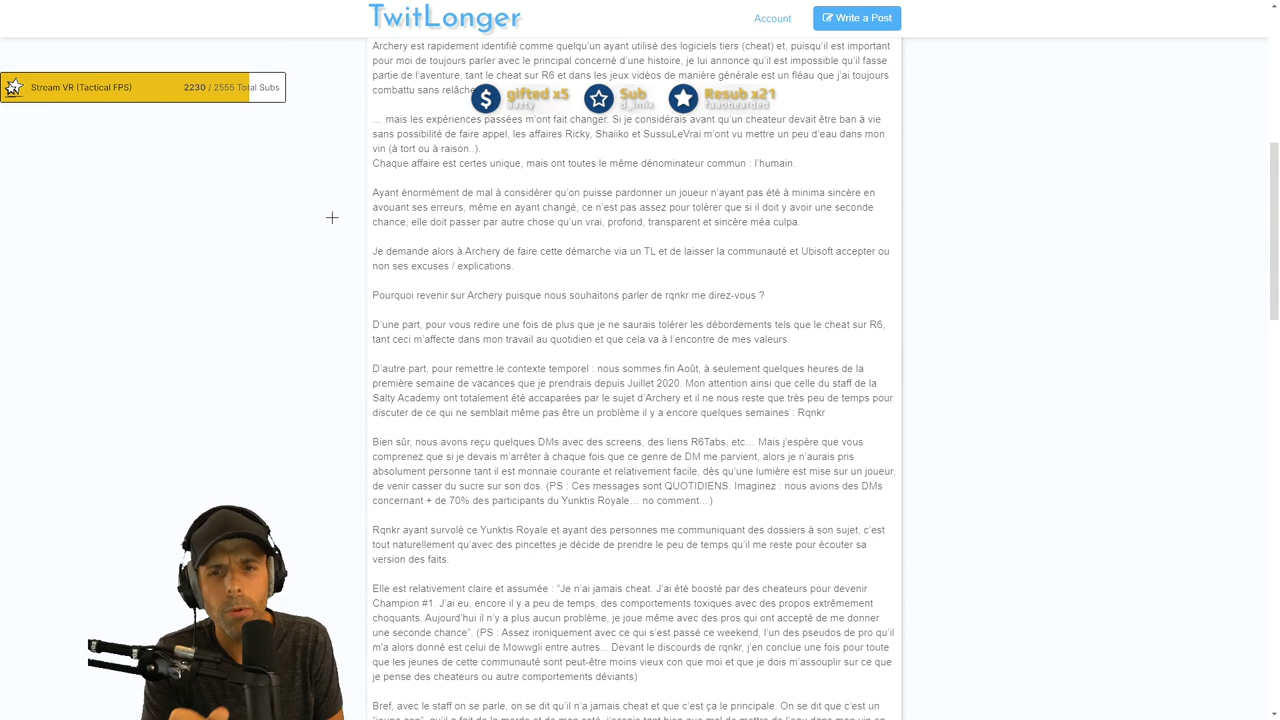 TwitLonger
Account
Write a Post
Archery est rapidement identifié comme quelqu'un ayant utilisé des logiciels tiers (cheat) et, puisqu'il est important
pour moi de toujours parler avec le principal concerné d'une histoire, je lui annonce qu'il est impossible qu'il fasse
partie de l'aventure, tant le cheat sur R6 et dans les jeux vidéos de manière générale est un fléau que j'ai toujours
combattu sans relâche
Stream VR (Tactical FPS)
2230 / 2555 Total Subs
gifted x5
aazty
Sub
d_imix
Resub x21
faabbearded
… mais les expériences passées m'ont fait changer. Si je considérais avant qu'un cheateur devait être ban à vie
sans possibilité de faire appel, les affaires Ricky, Shaiiko et SussuLeVrai m'ont vu mettre un peu d'eau dans mon
vin (à tort ou à raison..).
Chaque affaire est certes unique, mais ont toutes le même dénominateur commun : l'humain.
Ayant énormément de mal à considérer qu'on puisse pardonner un joueur n'ayant pas été à minima sincère en
avouant ses erreurs, même en ayant changé, ce n'est pas assez pour tolérer que si il doit y avoir une seconde
chance, elle doit passer par autre chose qu'un vrai, profond, transparent et sincère méa culpa.
Je demande alors à Archery de faire cette démarche via un TL et de laisser la communauté et Ubisoft accepter ou
non ses excuses / explications.
Pourquoi revenir sur Archery puisque nous souhaitons parler de rqnkr me direz-vous ?
D'une part, pour vous redire une fois de plus que je ne saurais tolérer les débordements tels que le cheat sur R6,
tant ceci m'affecte dans mon travail au quotidien et que cela va à l'encontre de mes valeurs.
D'autre part, pour remettre le contexte temporel : nous sommes fin Août, à seulement quelques heures de la
première semaine de vacances que je prendrais depuis Juillet 2020. Mon attention ainsi que celle du staff de la
Salty Academy ont totalement été accaparées par le sujet d'Archery et il ne nous reste que très peu de temps pour
discuter de ce qui ne semblait même pas être un problème il y a encore quelques semaines : Rqnkr
Bien sûr, nous avons reçu quelques DMs avec des screens, des liens R6Tabs, etc... Mais j'espère que vous
comprenez que si je devais m'arrêter à chaque fois que ce genre de DM me parvient, alors je n'aurais pris
absolument personne tant il est monnaie courante et relativement facile, dès qu'une lumière est mise sur un joueur,
de venir casser du sucre sur son dos. (PS : Ces messages sont QUOTIDIENS. Imaginez : nous avions des DMs
concernant + de 70% des participants du Yunktis Royale… no comment…)
Rqnkr ayant survolé ce Yunktis Royale et ayant des personnes me communiquant des dossiers à son sujet, c'est
tout naturellement qu'avec des pincettes je décide de prendre le peu de temps qu'il me reste pour écouter sa
version des faits.
Elle est relativement claire et assumée : "Je n'ai jamais cheat. J'ai été boosté par des cheateurs pour devenir
Champion #1. J'ai eu, encore il y a peu de temps, des comportements toxiques avec des propos extrêmement
choquants. Aujourd'hui il n'y a plus aucun problème, je joue même avec des pros qui ont accepté de me donner
une seconde chance". (PS : Assez ironiquement avec ce qui s'est passé ce weekend, l'un des pseudos de pro qu'il
m'a alors donné est celui de Mowwgli entre autres... Devant le discourds de rqnkr, j'en conclue une fois pour toute
que les jeunes de cette communauté sont peut-être moins vieux con que moi et que je dois m'assouplir sur ce que
je pense des cheateurs ou autre comportements déviants)
Bref, avec le staff on se parle, on se dit qu'il n'a jamais cheat et que c'est ça le principale. On se dit que c'est un